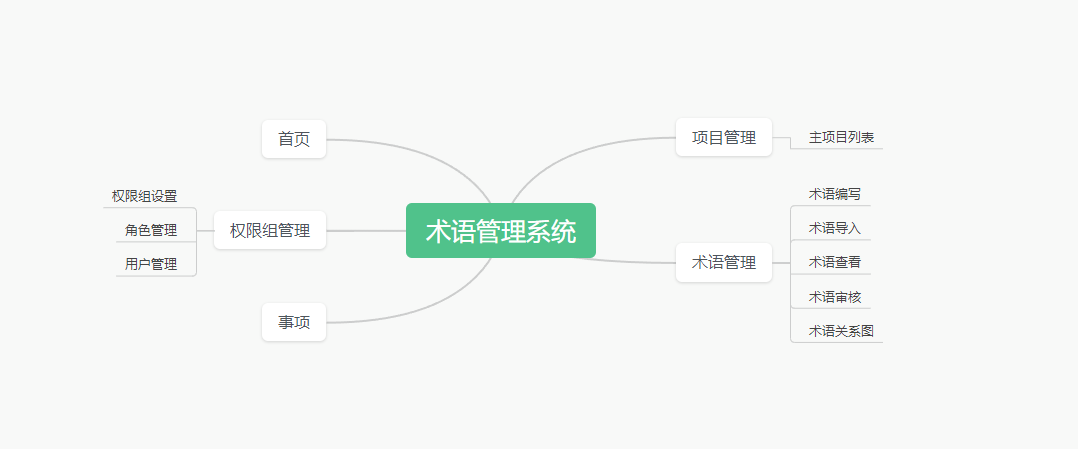 术语管理系统
项目管理
主项目列表
术语管理
术语编写
术语导入
术语查看
术语审核
术语关系图
首页
权限组管理
权限组设置
角色管理
用户管理
事项